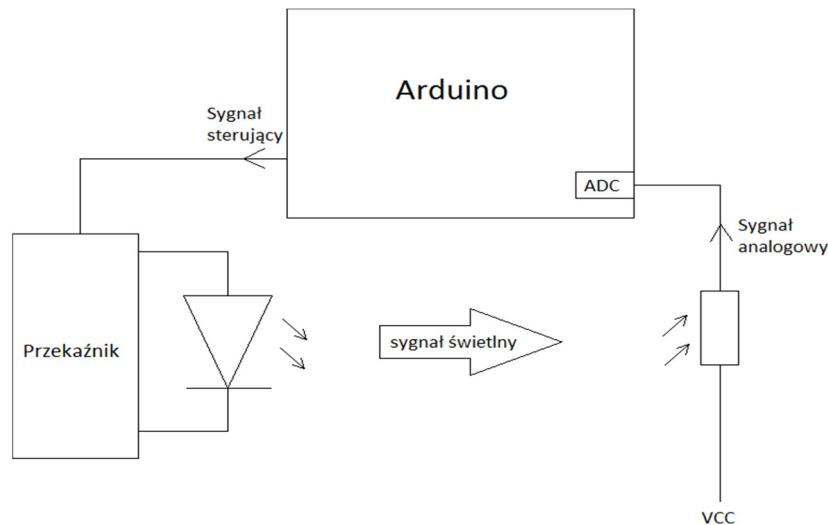 Arduino
Sygnał
sterujący
ADC
Sygnał
analogowy
Przekaźnik
sygnał świetlny
VCC